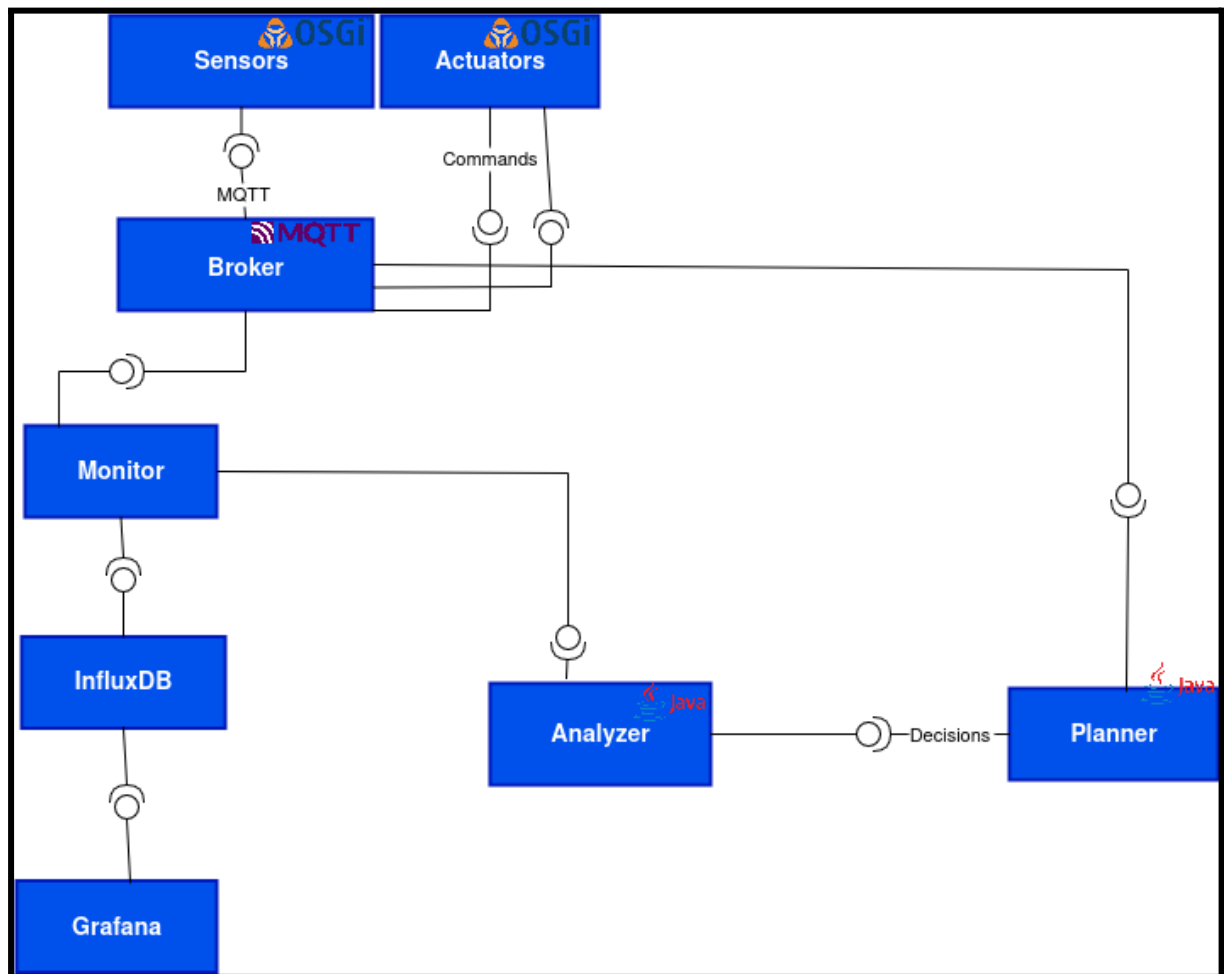 OSGi
Sensors
OSGi
Actuators
Commands
MQTT
MQTT
Broker
Monitor
InfluxDB
Java
Analyzer
Decisions
Java
Planner
Grafana